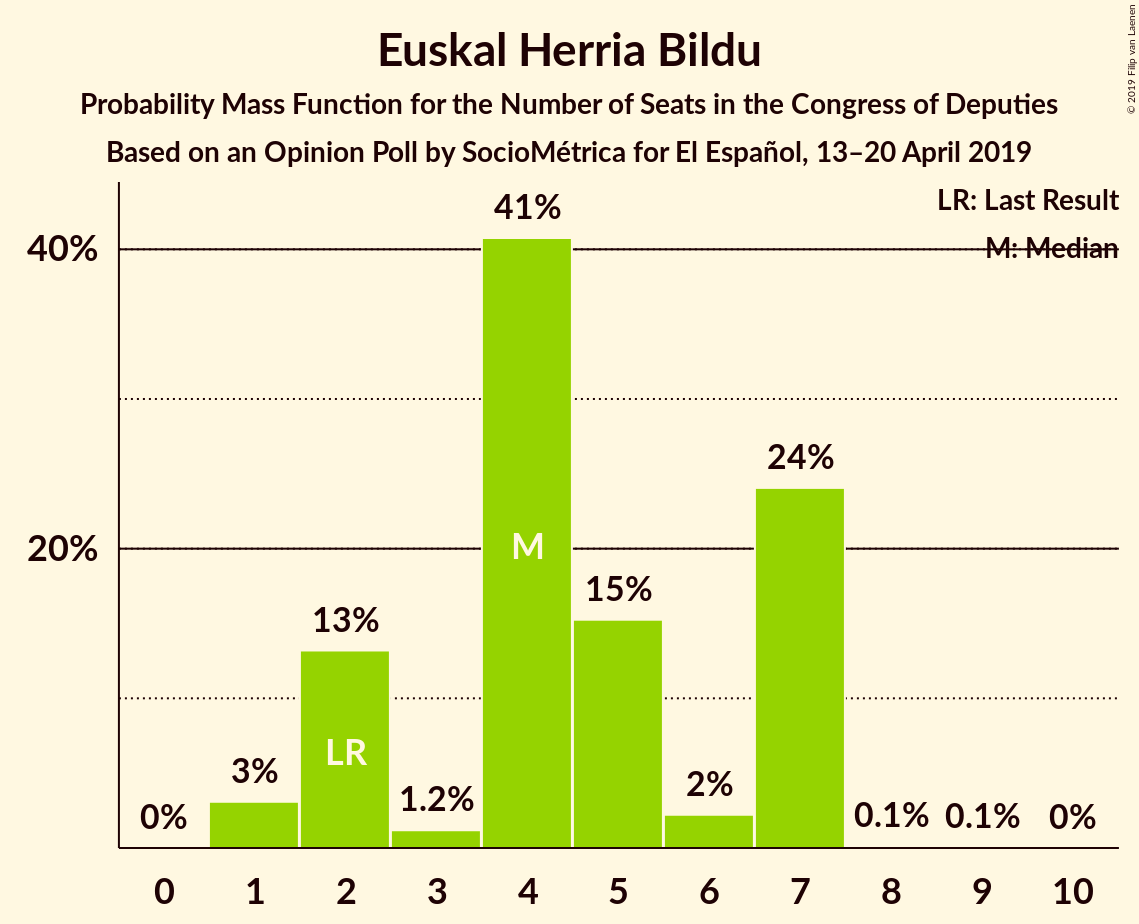 Euskal Herria Bildu
Probability Mass Function for the Number of Seats in the Congress of Deputies
Based on an Opinion Poll by SocioMétrica for El Español, 13–20 April 2019
© 2019 Filip van Laenen
LR: Last Result
M: Median
40%
20%
0%
3%
13%
1.2%
41%
15%
2%
24%
0.1%
0.1%
0%
LR
M
0 1 2 3 4 5 6 7 8 9 10